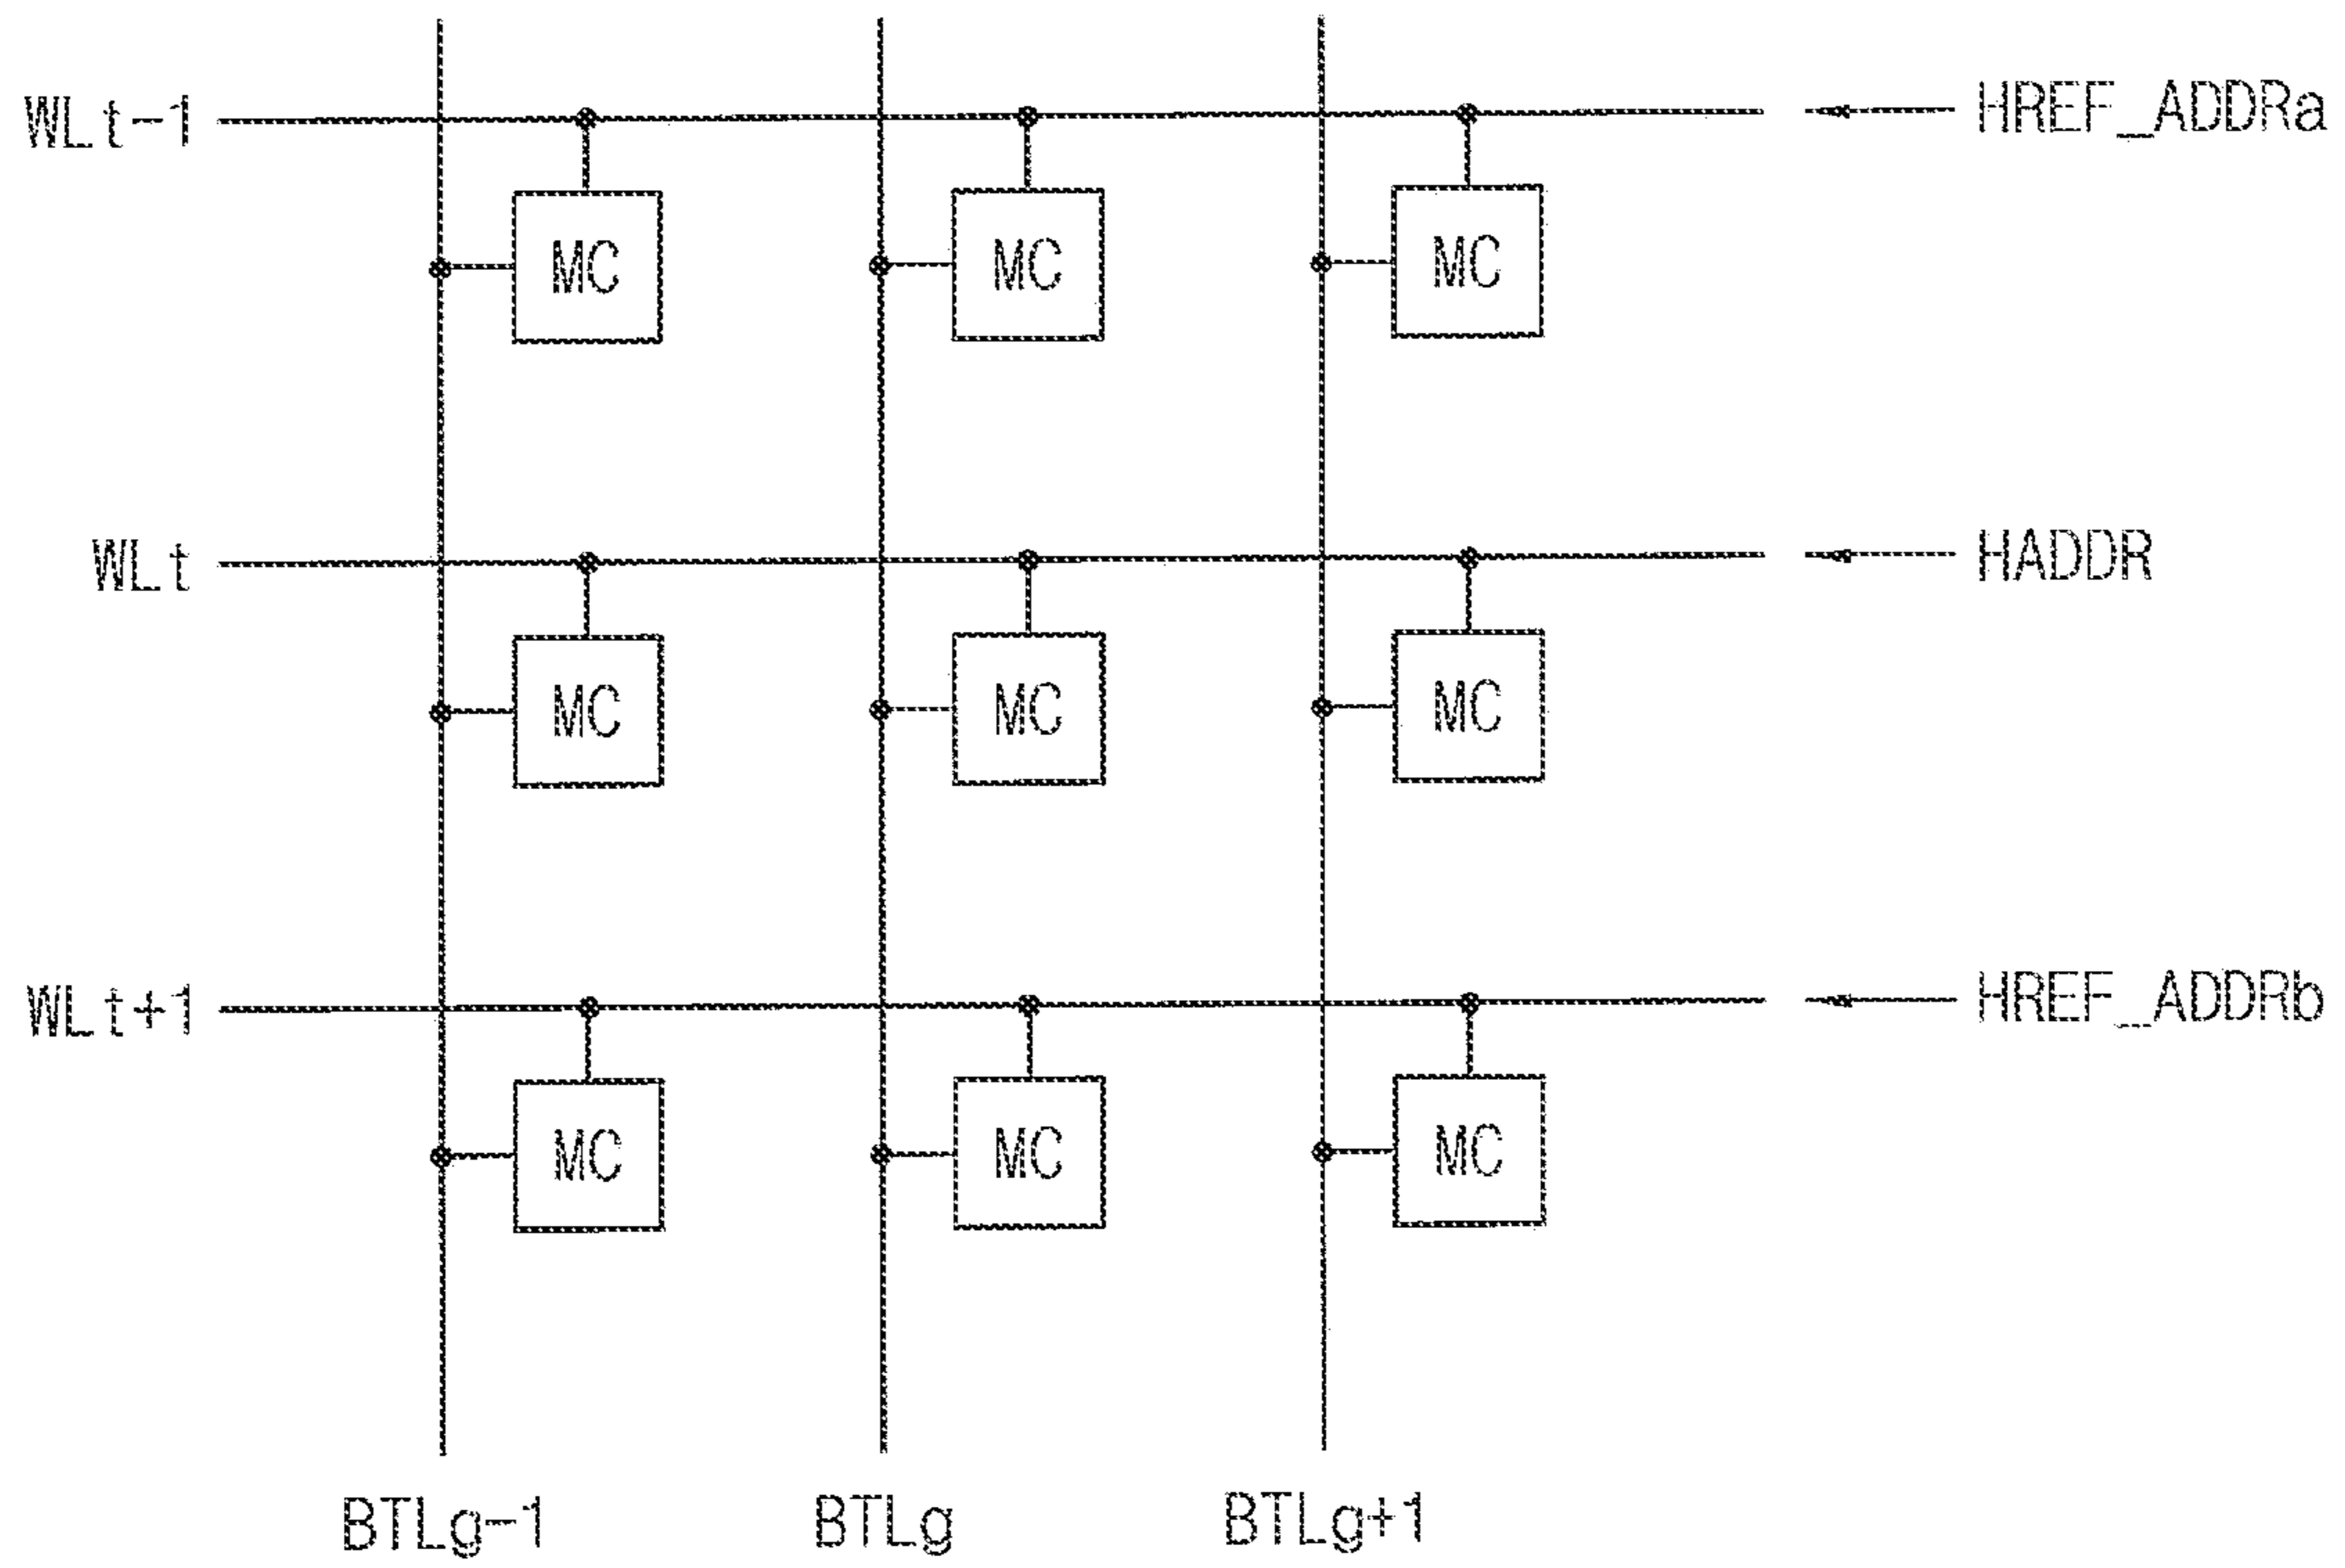 WLt-1 HREF_ADDRa
MC MC MC
WLt HADDR
MC MC MC
WLt+1 HREF_ADDRb
MC MC MC
BTLg-1 BTLg BTLg+1